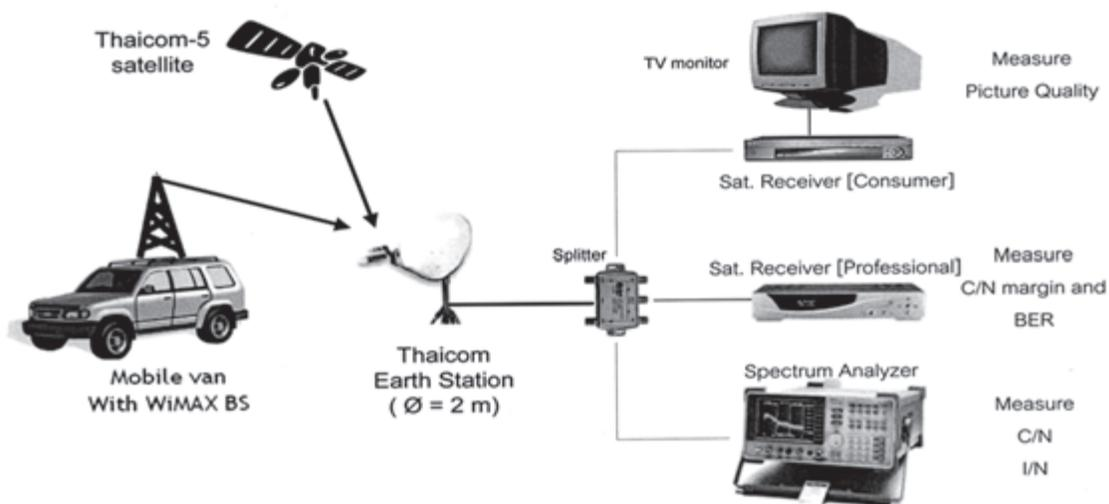 Thaicom-5
satellite
TV monitor
Measure
Picture Quality
Sat. Receiver [Consumer]
Splitter
Sat. Receiver [Professional]
Measure
C/N margin and
BER
Mobile van
With WiMAX BS
Thaicom
Earth Station
( Ø = 2 m)
Spectrum Analyzer
Measure
C/N
I/N